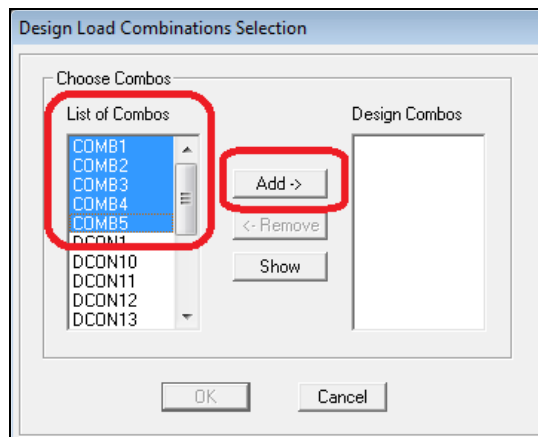 Design Load Combinations Selection
Choose Combos
List of Combos
COMB1
COMB2
COMB3
COMB4
COMB5
DCON1
DCON10
DCON11
DCON12
DCON13
Add ->
<- Remove
Show
Design Combos
OK
Cancel